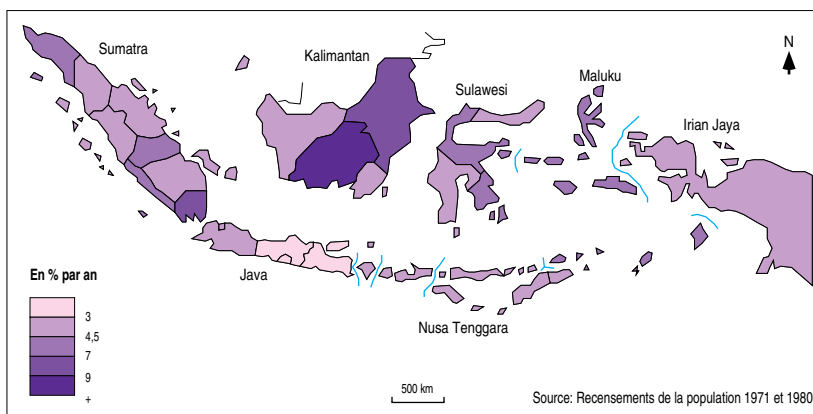 Sumatra
Kalimantan
Sulawesi
Maluku
Irian Jaya
N
Java
Nusa Tenggara
En % par an
3
4,5
7
9
+
500 km
Source: Recensements de la population 1971 et 1980